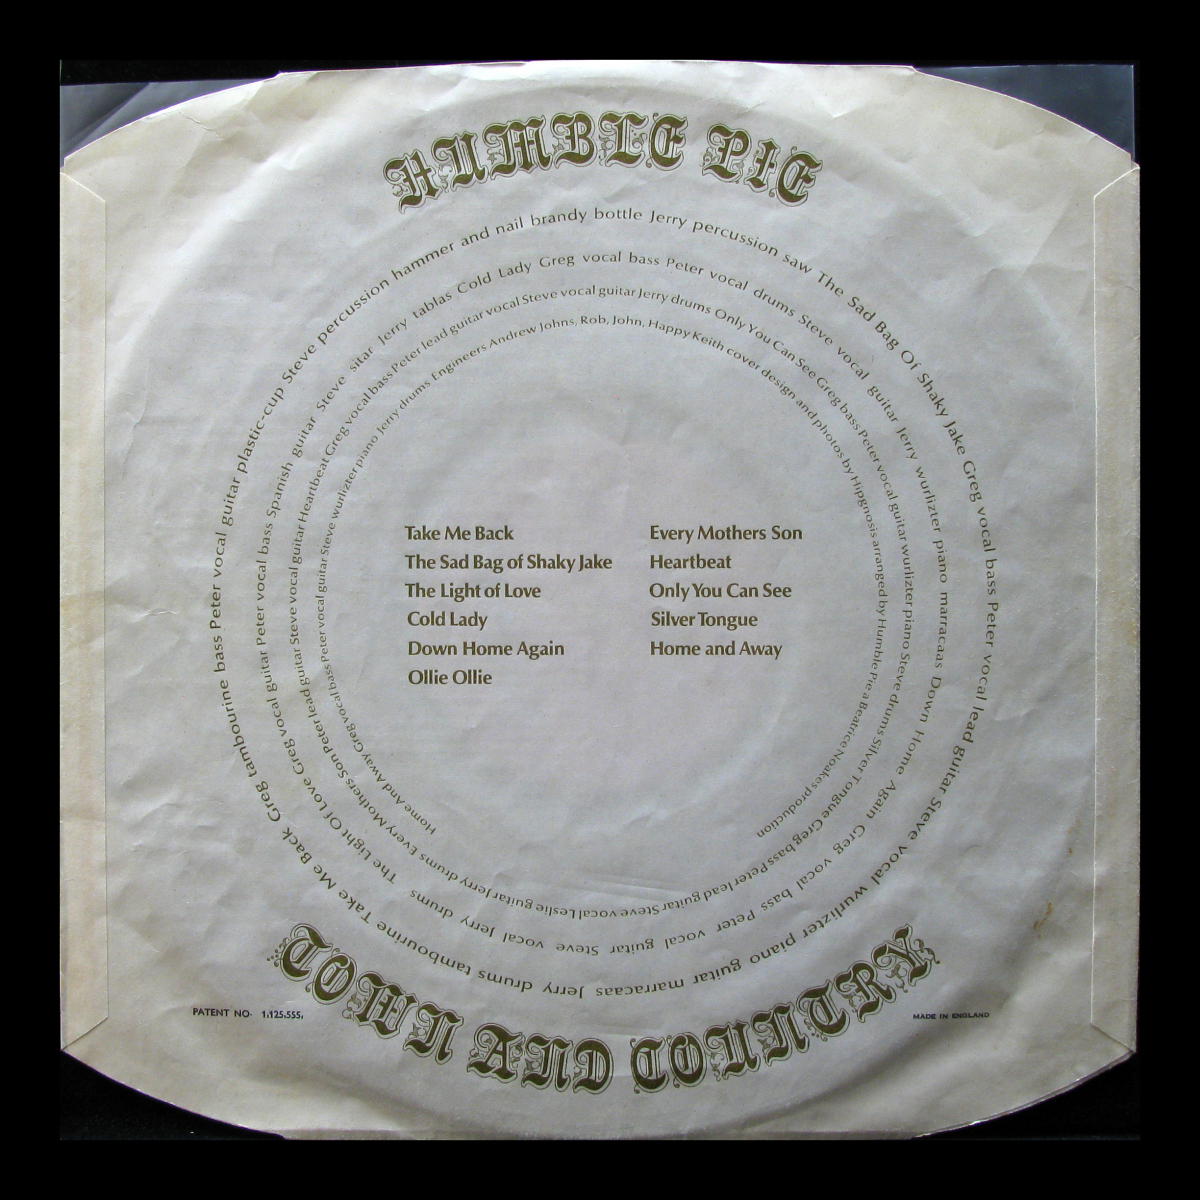 HUMBLE PIE
Take Me Back Greg tambourine bass Peter vocal guitar plastic-cup Steve percussion hammer and nail brandy bottle Jerry percussion saw The Sad Bag Of Shaky Jake Greg vocal bass Peter vocal lead guitar Steve vocal wurlizter piano guitar marracaas Jerry drums tambourine
The Light Of Love Greg vocal guitar Peter vocal bass Spanish guitar Steve sitar Jerry tablas Cold Lady Greg vocal bass Peter vocal drums Steve vocal guitar Jerry wurlizter piano marracaas Down Home Again Greg vocal bass Peter vocal guitar Steve vocal Jerry drums
Every Mothers Son Peter lead guitar Steve vocal guitar Heartbeat Greg vocal bass Peter lead guitar vocal Steve vocal guitar Jerry drums Only You Can See Greg bass Peter vocal guitar wurlizter piano Steve drums Silver Tongue Greg bass Peter lead guitar Steve vocal Leslie guitar Jerry drums
Home And Away Greg vocal bass Peter vocal guitar Steve wurlizter piano Jerry drums Engineers Andrew Johns, Rob, John, Happy Keith cover design and photos by Hipgnosis arranged by Humble Pie a Beatrice Noakes production
Take Me Back
The Sad Bag of Shaky Jake
The Light of Love
Cold Lady
Down Home Again
Ollie Ollie
Every Mothers Son
Heartbeat
Only You Can See
Silver Tongue
Home and Away
TOWN AND COUNTRY
PATENT NO. 1,125,555,
MADE IN ENGLAND